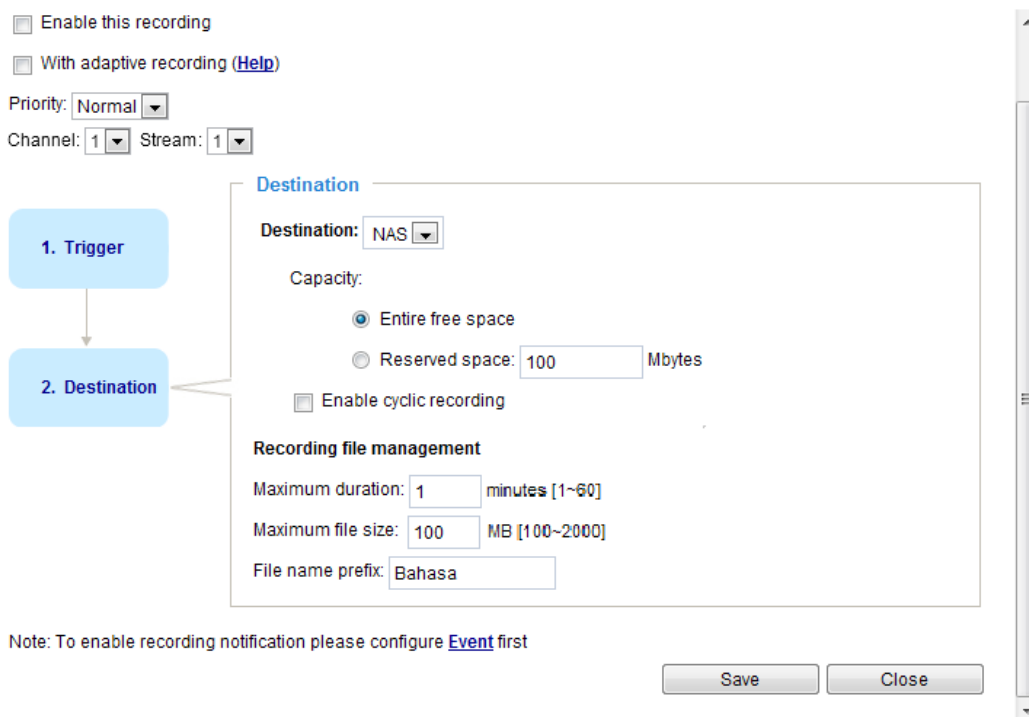 Enable this recording
With adaptive recording (Help)
Priority: Normal
Channel: 1 Stream: 1
Destination
1. Trigger
2. Destination
Destination: NAS
Capacity:
Entire free space
Reserved space: 100 Mbytes
Enable cyclic recording
Recording file management
Maximum duration: 1 minutes [1~60]
Maximum file size: 100 MB [100~2000]
File name prefix: Bahasa
Note: To enable recording notification please configure Event first
Save Close